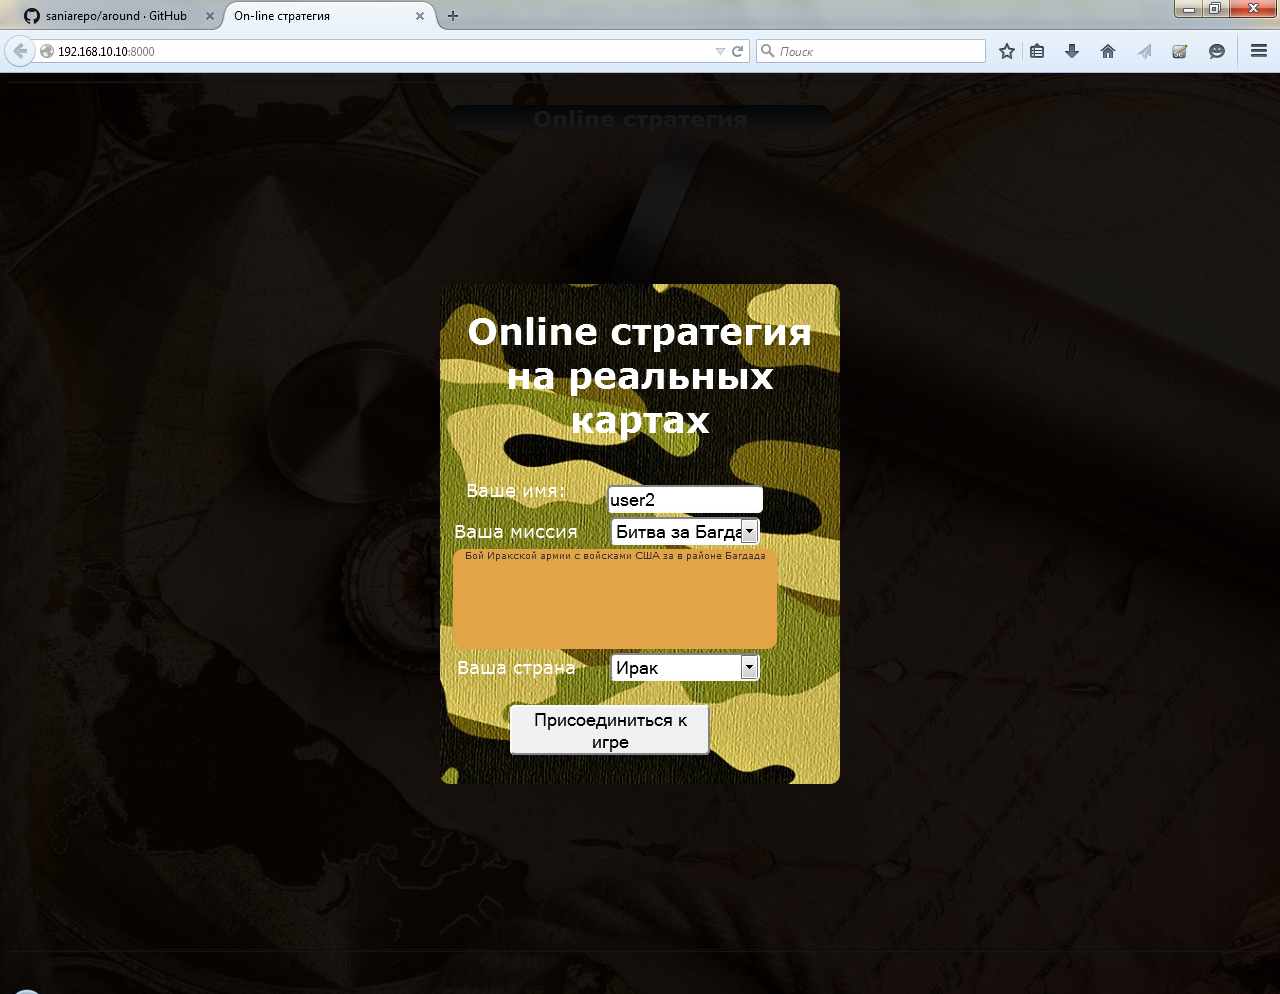 saniarepo/around · GitHub
On-line стратегия
192.168.10.10:8000
Поиск
Online стратегия
Online стратегия
на реальных
картах
Ваше имя:
user2
Ваша миссия
Битва за Багда
Бой Иракской армии с войсками США за в районе Багдада
Ваша страна
Ирак
Присоединиться к
игре